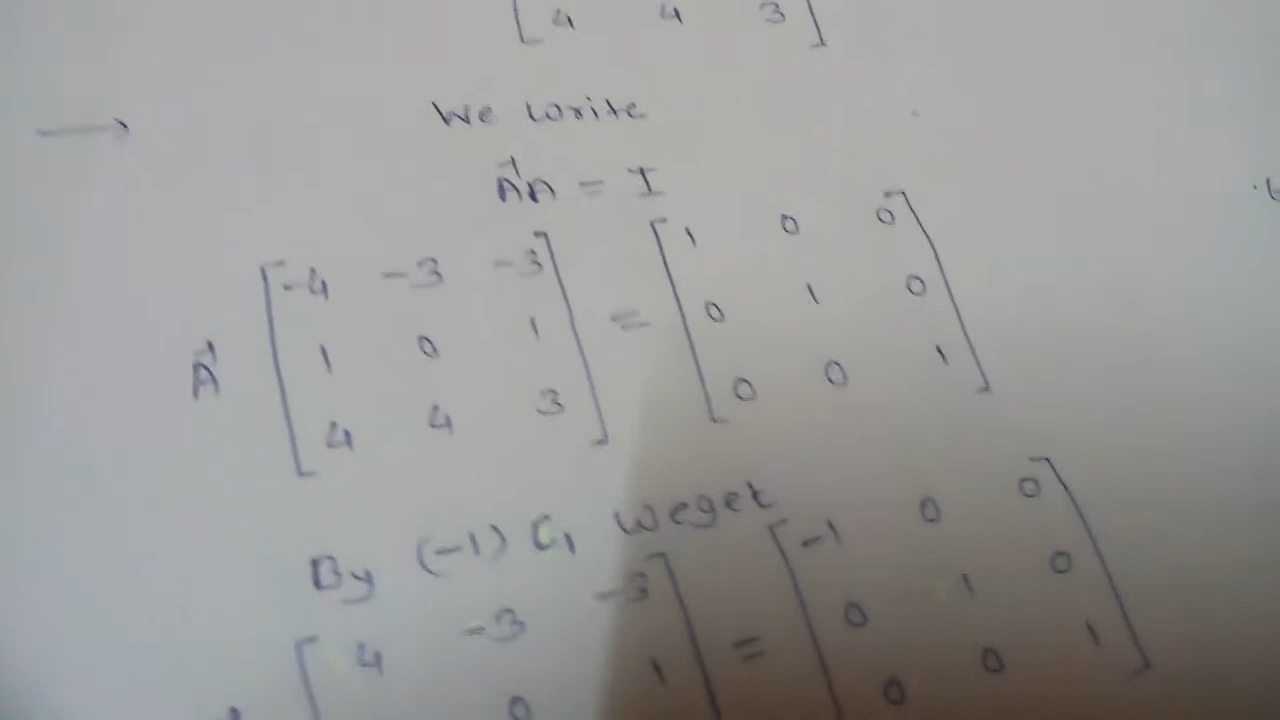 4 4 3
→ We write
A⁻¹A = I
A⁻¹ [ -4 -3 -3 ] = [ 1 0 0 ]
[ 1 0 1 ] [ 0 1 0 ]
[ 4 4 3 ] [ 0 0 1 ]
By (-1) C₁ We get
[ 4 -3 -3 ] = [ -1 0 0 ]
0 1 [ 0 1 0 ]
0 0 1